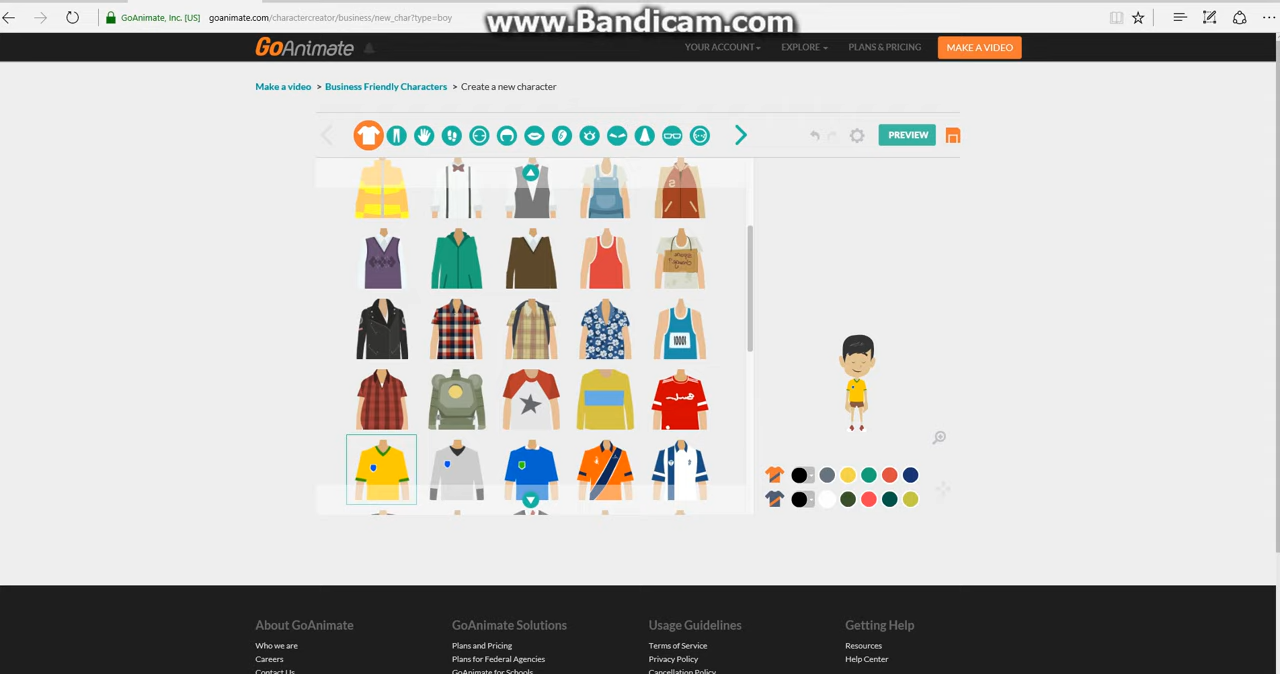 www.Bandicam.com
GoAnimate, Inc. [US] goanimate.com/charactercreator/business/new_char?type=boy
GoAnimate YOUR ACCOUNT EXPLORE PLANS & PRICING MAKE A VIDEO
Make a video > Business Friendly Characters > Create a new character
PREVIEW
10001
About GoAnimate GoAnimate Solutions Usage Guidelines Getting Help
Who we are Plans and Pricing Terms of Service Resources
Careers Plans for Federal Agencies Privacy Policy Help Center
Contact Us GoAnimate for Schools Cancellation Policy